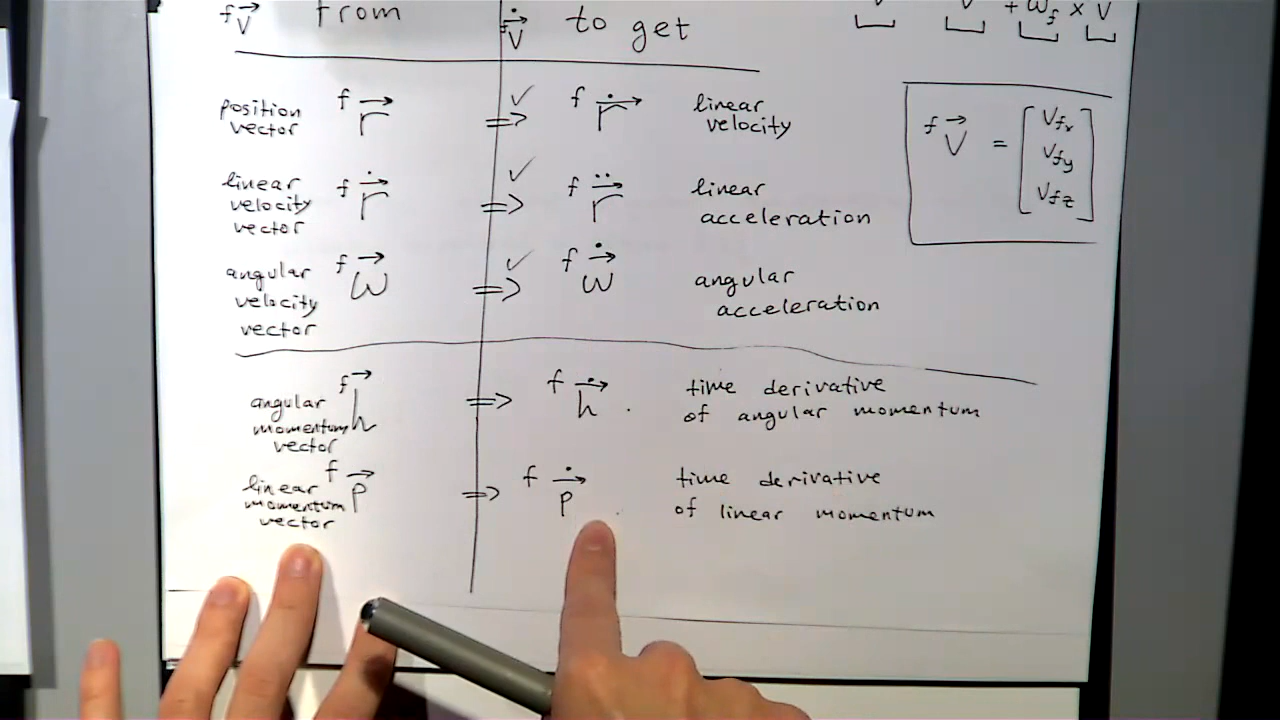 f V⃗ from f V⃗̇ to get
V V + ω_f × V
position vector f r⃗ ⇒ ✓ f r⃗̇ linear velocity
f V⃗ = [ V_fx V_fy V_fz ]
linear velocity vector f r⃗̇ ⇒ ✓ f r⃗̈ linear acceleration
angular velocity vector f ω⃗ ⇒ ✓ f ω⃗̇ angular acceleration
angular momentum vector f h⃗ ⇒ f h⃗̇ . time derivative of angular momentum
linear momentum vector f p⃗ ⇒ f p⃗̇ time derivative of linear momentum